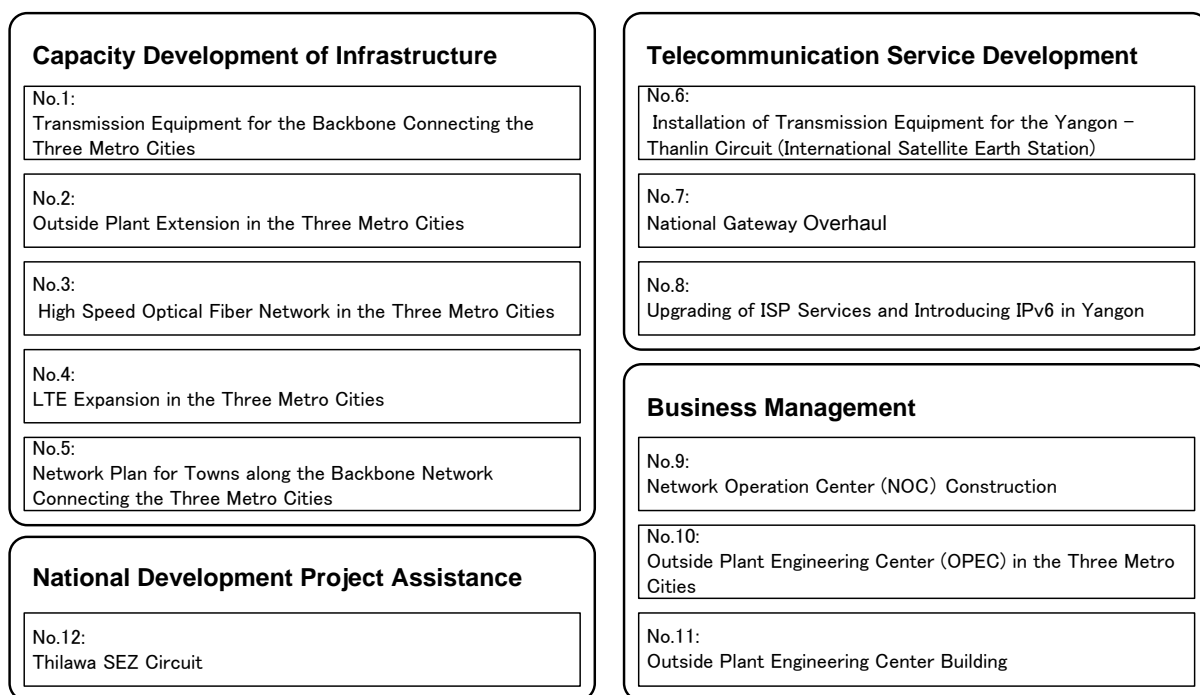 Capacity Development of Infrastructure
No.1:
Transmission Equipment for the Backbone Connecting the
Three Metro Cities
No.2:
Outside Plant Extension in the Three Metro Cities
No.3:
High Speed Optical Fiber Network in the Three Metro Cities
No.4:
LTE Expansion in the Three Metro Cities
No.5:
Network Plan for Towns along the Backbone Network
Connecting the Three Metro Cities
National Development Project Assistance
No.12:
Thilawa SEZ Circuit
Telecommunication Service Development
No.6:
Installation of Transmission Equipment for the Yangon –
Thanlin Circuit (International Satellite Earth Station)
No.7:
National Gateway Overhaul
No.8:
Upgrading of ISP Services and Introducing IPv6 in Yangon
Business Management
No.9:
Network Operation Center (NOC) Construction
No.10:
Outside Plant Engineering Center (OPEC) in the Three Metro
Cities
No.11:
Outside Plant Engineering Center Building